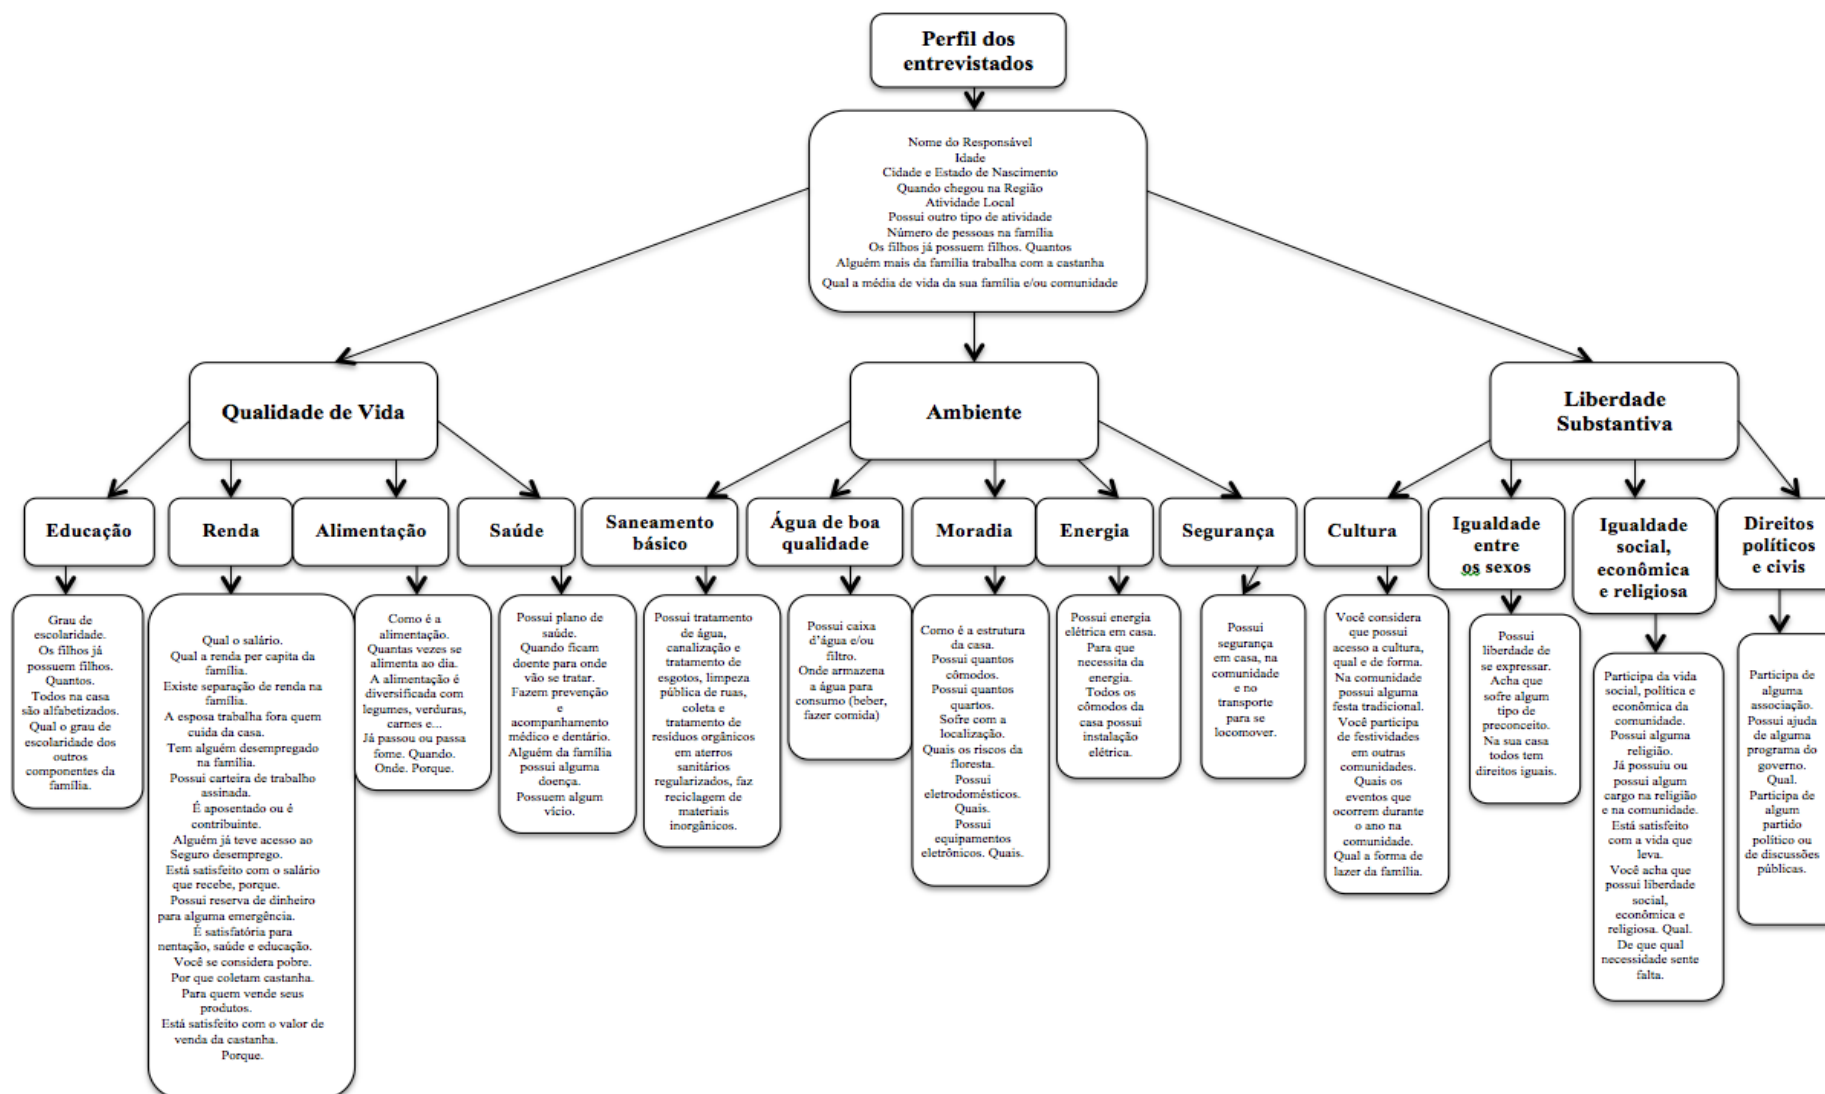 Perfil dos
entrevistados
Nome do Responsável
Idade
Cidade e Estado de Nascimento
Quando chegou na Região
Atividade Local
Possui outro tipo de atividade
Número de pessoas na família
Os filhos já possuem filhos. Quantos
Alguém mais da família trabalha com a castanha
Qual a média de vida da sua família e/ou comunidade
Qualidade de Vida
Ambiente
Liberdade
Substantiva
Educação
Renda
Alimentação
Saúde
Saneamento
básico
Água de boa
qualidade
Moradia
Energia
Segurança
Cultura
Igualdade
entre
os sexos
Igualdade
social,
econômica
e religiosa
Direitos
políticos
e civis
Grau de
escolaridade.
Os filhos já
possuem filhos.
Quantos.
Todos na casa
são alfabetizados.
Qual o grau de
escolaridade dos
outros
componentes da
família.
Qual o salário.
Qual a renda per capita da
família.
Existe separação de renda na
família.
A esposa trabalha fora quem
cuida da casa.
Tem alguém desempregado
na família.
Possui carteira de trabalho
assinada.
É aposentado ou é
contribuinte.
Alguém já teve acesso ao
Seguro desemprego.
Está satisfeito com o salário
que recebe, porque.
Possui reserva de dinheiro
para alguma emergência.
É satisfatória para
nentação, saúde e educação.
Você se considera pobre.
Por que coletam castanha.
Para quem vende seus
produtos.
Está satisfeito com o valor de
venda da castanha.
Porque.
Como é a
alimentação.
Quantas vezes se
alimenta ao dia.
A alimentação é
diversificada com
legumes, verduras,
carnes e...
Já passou ou passa
fome. Quando.
Onde. Porque.
Possui plano de
saúde.
Quando ficam
doente para onde
vão se tratar.
Fazem prevenção
e
acompanhamento
médico e dentário.
Alguém da família
possui alguma
doença.
Possuem algum
vício.
Possui tratamento
de água,
canalização e
tratamento de
esgotos, limpeza
pública de ruas,
coleta e
tratamento de
resíduos orgânicos
em aterros
sanitários
regularizados, faz
reciclagem de
materiais
inorgânicos.
Possui caixa
d'água e/ou
filtro.
Onde armazena
a água para
consumo (beber,
fazer comida)
Como é a estrutura
da casa.
Possui quantos
cômodos.
Possui quantos
quartos.
Sofre com a
localização.
Quais os riscos da
floresta.
Possui
eletrodomésticos.
Quais.
Possui
equipamentos
eletrônicos. Quais.
Possui energia
elétrica em casa.
Para que
necessita da
energia.
Todos os
cômodos da
casa possui
instalação
elétrica.
Possui
segurança
em casa, na
comunidade
e no
transporte
para se
locomover.
Você considera
que possui
acesso a cultura,
qual e de forma.
Na comunidade
possui alguma
festa tradicional.
Você participa
de festividades
em outras
comunidades.
Quais os
eventos que
ocorrem durante
o ano na
comunidade.
Qual a forma de
lazer da família.
Possui
liberdade de
se expressar.
Acha que
sofre algum
tipo de
preconceito.
Na sua casa
todos tem
direitos iguais.
Participa da vida
social, política e
econômica da
comunidade.
Possui alguma
religião.
Já possuiu ou
possui algum
cargo na religião
e na comunidade.
Está satisfeito
com a vida que
leva.
Você acha que
possui liberdade
social,
econômica e
religiosa. Qual.
De que qual
necessidade sente
falta.
Participa de
alguma
associação.
Possui ajuda
de alguma
programa do
governo.
Qual.
Participa de
algum
partido
político ou
de discussões
públicas.